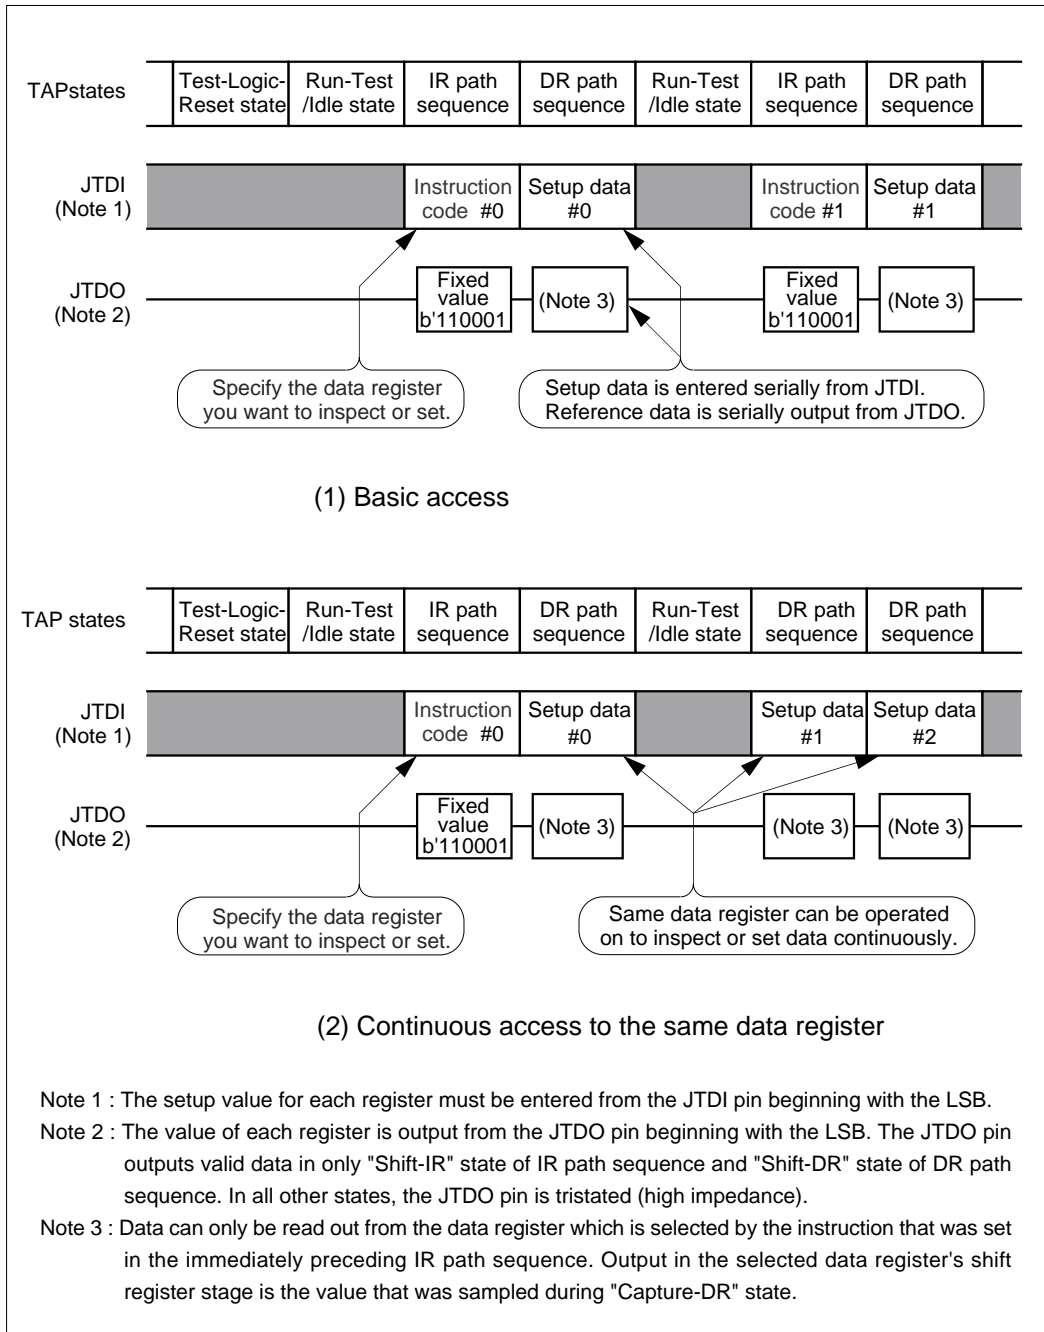 TAPstates
Test-Logic-
Reset state
Run-Test
/Idle state
IR path
sequence
DR path
sequence
Run-Test
/Idle state
IR path
sequence
DR path
sequence
JTDI
(Note 1)
Instruction
code #0
Setup data
#0
Instruction
code #1
Setup data
#1
JTDO
(Note 2)
Fixed
value
b'110001
(Note 3)
Fixed
value
b'110001
(Note 3)
Specify the data register
you want to inspect or set.
Setup data is entered serially from JTDI.
Reference data is serially output from JTDO.
(1) Basic access
TAP states
Test-Logic-
Reset state
Run-Test
/Idle state
IR path
sequence
DR path
sequence
Run-Test
/Idle state
DR path
sequence
DR path
sequence
JTDI
(Note 1)
Instruction
code #0
Setup data
#0
Setup data
#1
Setup data
#2
JTDO
(Note 2)
Fixed
value
b'110001
(Note 3)
(Note 3)
(Note 3)
Specify the data register
you want to inspect or set.
Same data register can be operated
on to inspect or set data continuously.
(2) Continuous access to the same data register
Note 1 : The setup value for each register must be entered from the JTDI pin beginning with the LSB.
Note 2 : The value of each register is output from the JTDO pin beginning with the LSB. The JTDO pin
outputs valid data in only "Shift-IR" state of IR path sequence and "Shift-DR" state of DR path
sequence. In all other states, the JTDO pin is tristated (high impedance).
Note 3 : Data can only be read out from the data register which is selected by the instruction that was set
in the immediately preceding IR path sequence. Output in the selected data register's shift
register stage is the value that was sampled during "Capture-DR" state.